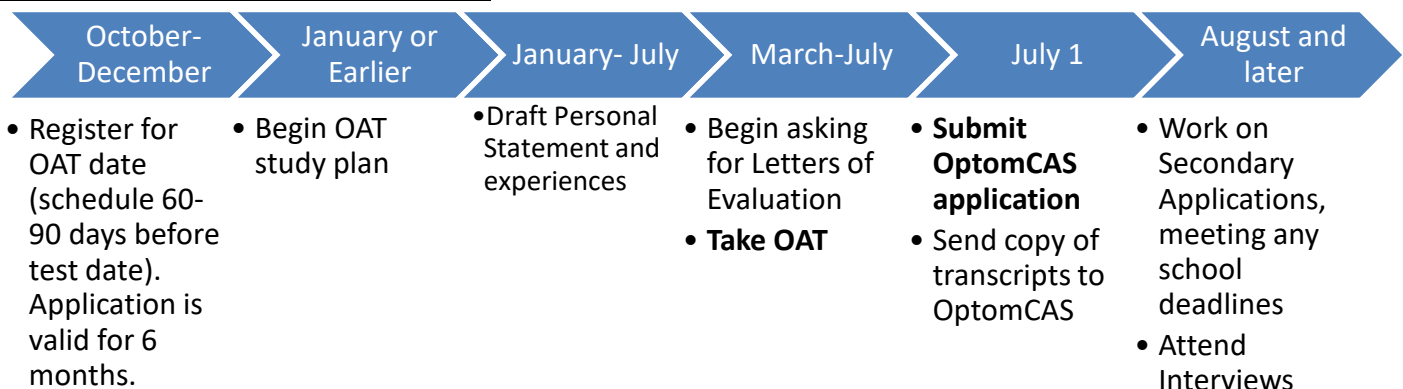 October-
December
January or
Earlier
January- July
March-July
July 1
August and
later
• Register for
OAT date
(schedule 60-
90 days before
test date).
Application is
valid for 6
months.
• Begin OAT
study plan
•Draft Personal
Statement and
experiences
• Begin asking
for Letters of
Evaluation
• Take OAT
• Submit
OptomCAS
application
• Send copy of
transcripts to
OptomCAS
• Work on
Secondary
Applications,
meeting any
school
deadlines
• Attend
Interviews